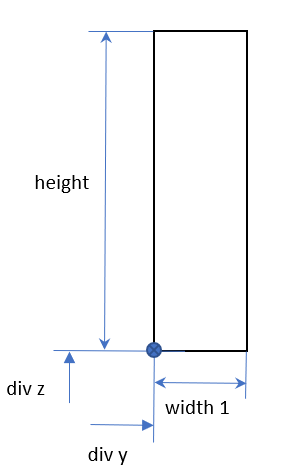 height
div z
width 1
div y